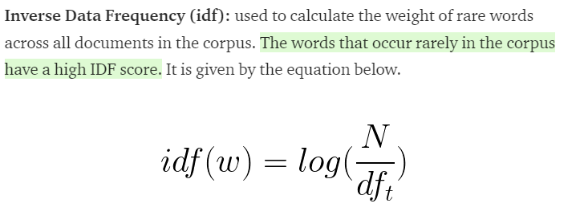 Inverse Data Frequency (idf): used to calculate the weight of rare words
across all documents in the corpus. The words that occur rarely in the corpus
have a high IDF score. It is given by the equation below.
idf(w) = log(N/df_t)